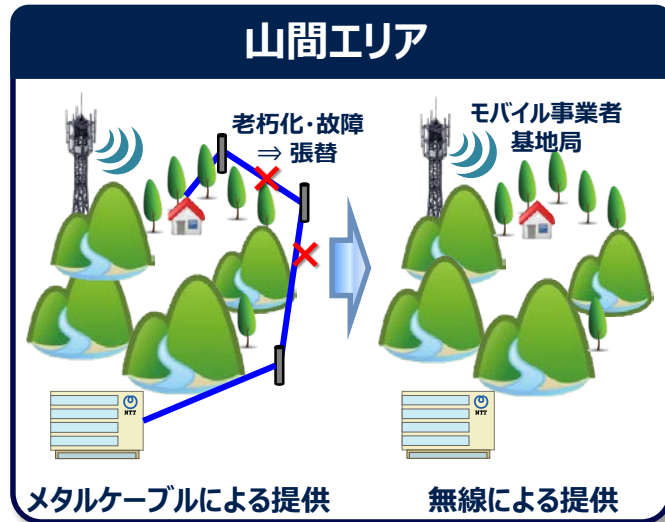 山間エリア
老朽化・故障
⇒ 張替
モバイル事業者
基地局
NTT
NTT
メタルケーブルによる提供
無線による提供